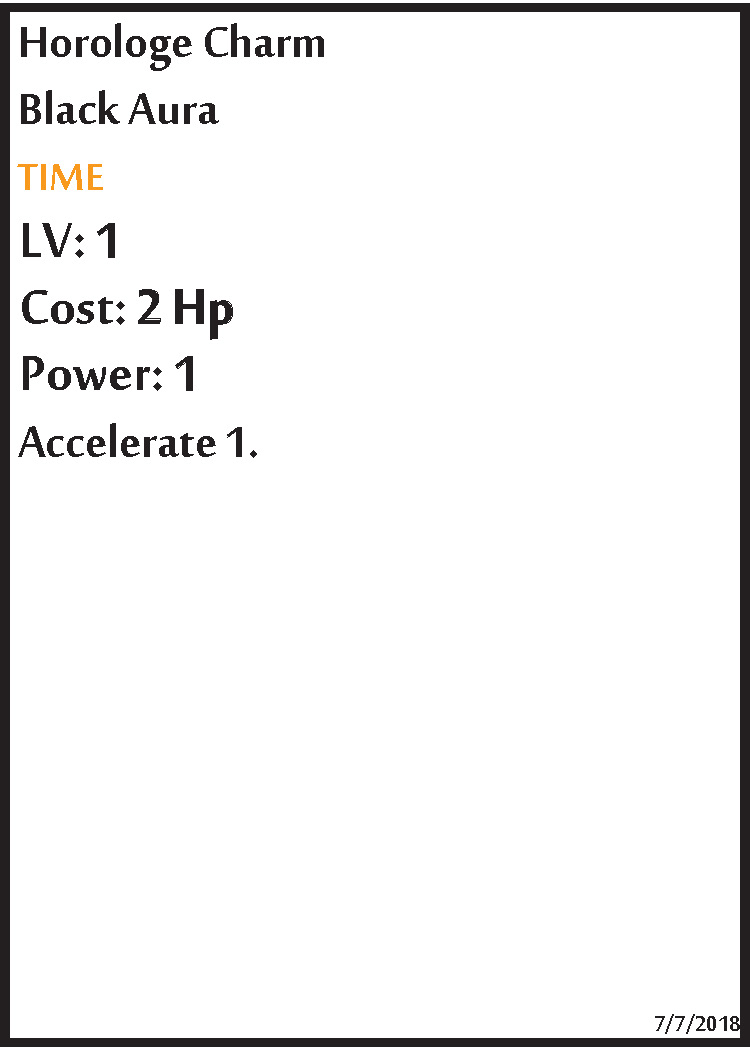 Horologe Charm
Black Aura
TIME
LV: 1
Cost: 2 Hp
Power: 1
Accelerate 1.
7/7/2018